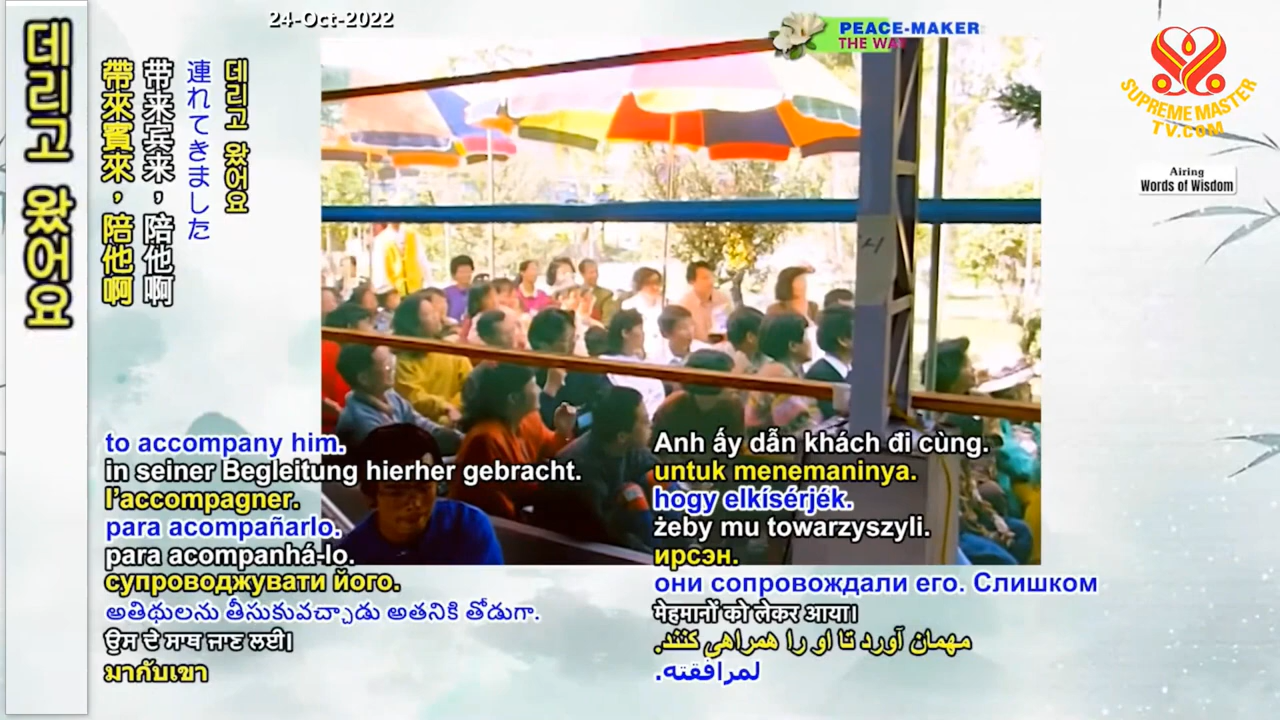 24-Oct-2022
PEACE-MAKER
THE WAY
SUPREME MASTER
TV.COM
Airing
Words of Wisdom
데리고 왔어요
데리고 왔어요
連れてきました
带来宾来，陪他啊
帶來賓來，陪他啊
to accompany him.
in seiner Begleitung hierher gebracht.
l’accompagner.
para acompañarlo.
para acompanhá-lo.
супроводжувати його.
అతిథులను తీసుకువచ్చాడు అతనికి తోడుగా.
ਉਸ ਦੇ ਸਾਥ ਜਾਣ ਲਈ।
มากับเขา
Anh ấy dẫn khách đi cùng.
untuk menemaninya.
hogy elkísérjék.
żeby mu towarzyszyli.
ирсэн.
они сопровождали его. Слишком
मेहमानों को लेकर आया।
مهمان آورد تا او را همراهی کنند.
لمرافقته.